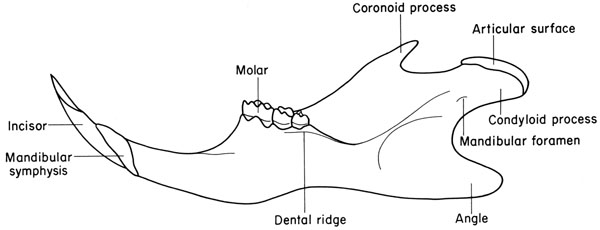 Coronoid process
Articular surface
Molar
Incisor
Condyloid process
Mandibular foramen
Mandibular
symphysis
Dental ridge
Angle